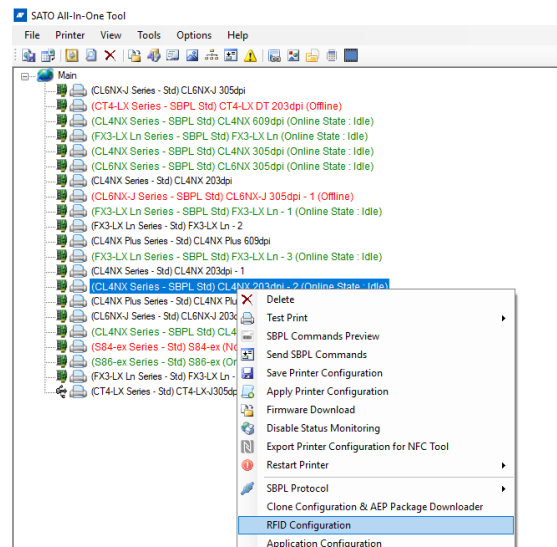 SATO All-In-One Tool
File Printer View Tools Options Help
Main
(CL6NX-J Series - Std) CL6NX-J 305dpi
(CT4-LX Series - SBPL Std) CT4-LX DT 203dpi (Offline)
(CL4NX Series - SBPL Std) CL4NX 609dpi (Online State : Idle)
(FX3-LX Ln Series - SBPL Std) FX3-LX Ln (Online State : Idle)
(CL4NX Series - SBPL Std) CL4NX 305dpi (Online State : Idle)
(CL6NX Series - SBPL Std) CL6NX 305dpi (Online State : Idle)
(CL4NX Series - Std) CL4NX 203dpi
(CL6NX-J Series - SBPL Std) CL6NX-J 305dpi - 1 (Offline)
(FX3-LX Ln Series - SBPL Std) FX3-LX Ln - 1 (Online State : Idle)
(FX3-LX Ln Series - Std) FX3-LX Ln - 2
(CL4NX Plus Series - Std) CL4NX Plus 609dpi
(FX3-LX Ln Series - SBPL Std) FX3-LX Ln - 3 (Online State : Idle)
(CL4NX Series - Std) CL4NX 203dpi - 1
(CL4NX Series - SBPL Std) CL4NX 203dpi - 2 (Online State : Idle)
(CL4NX Plus Series - Std) CL4NX Plu
(CL6NX-J Series - Std) CL6NX-J 203d
(CL4NX Series - SBPL Std) CL4
(S84-ex Series - Std) S84-ex (No
(S86-ex Series - Std) S86-ex (On
(FX3-LX Ln Series - Std) FX3-LX Ln -
(CT4-LX Series - Std) CT4-LX-J305dp
Delete
Test Print
SBPL Commands Preview
Send SBPL Commands
Save Printer Configuration
Apply Printer Configuration
Firmware Download
Disable Status Monitoring
Export Printer Configuration for NFC Tool
Restart Printer
SBPL Protocol
Clone Configuration & AEP Package Downloader
RFID Configuration
Application Configuration